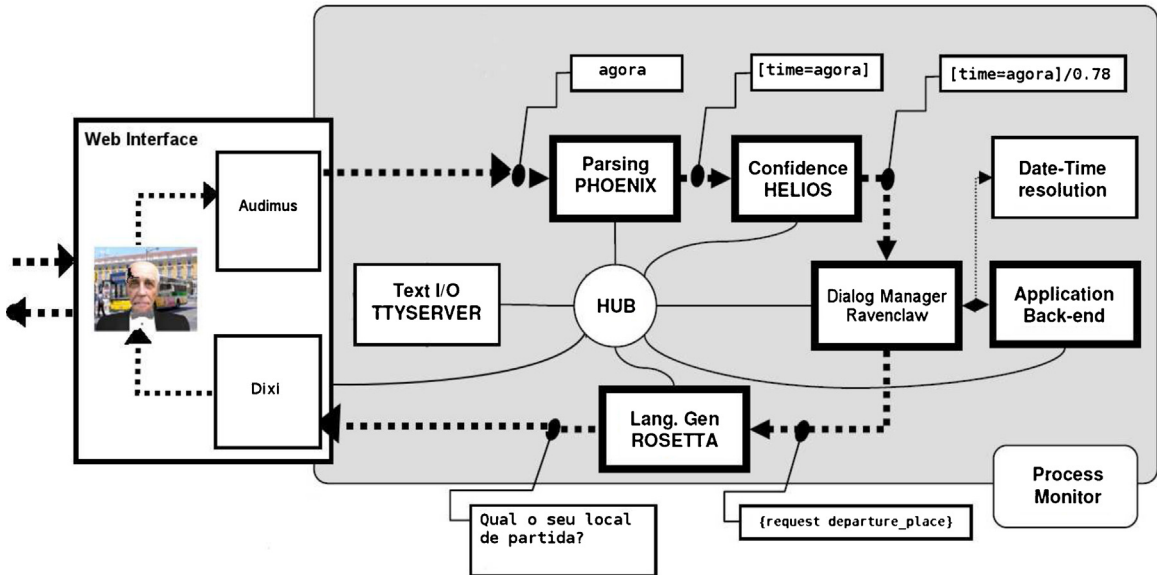 agora
[time=agora]
[time=agora]/0.78
Web Interface
Audimus
Dixi
Parsing
PHOENIX
Confidence
HELIOS
Date-Time
resolution
Text I/O
TTYSERVER
HUB
Dialog Manager
Ravenclaw
Application
Back-end
Lang. Gen
ROSETTA
Process
Monitor
Qual o seu local
de partida?
{request departure_place}